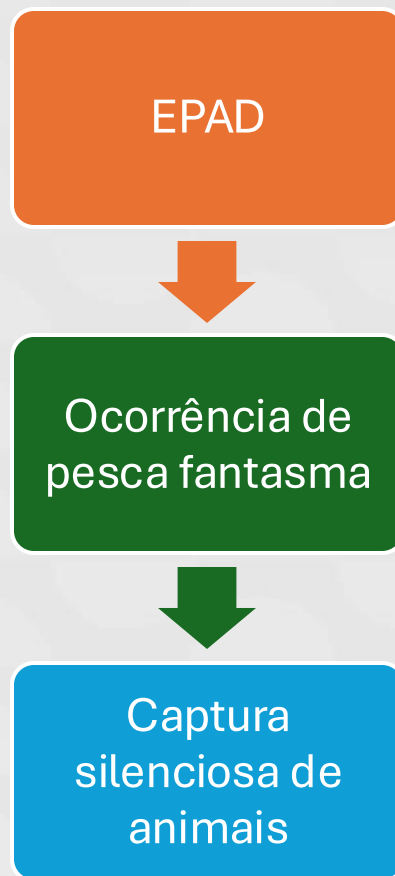 EPAD
Ocorrência de
pesca fantasma
Captura
silenciosa de
animais